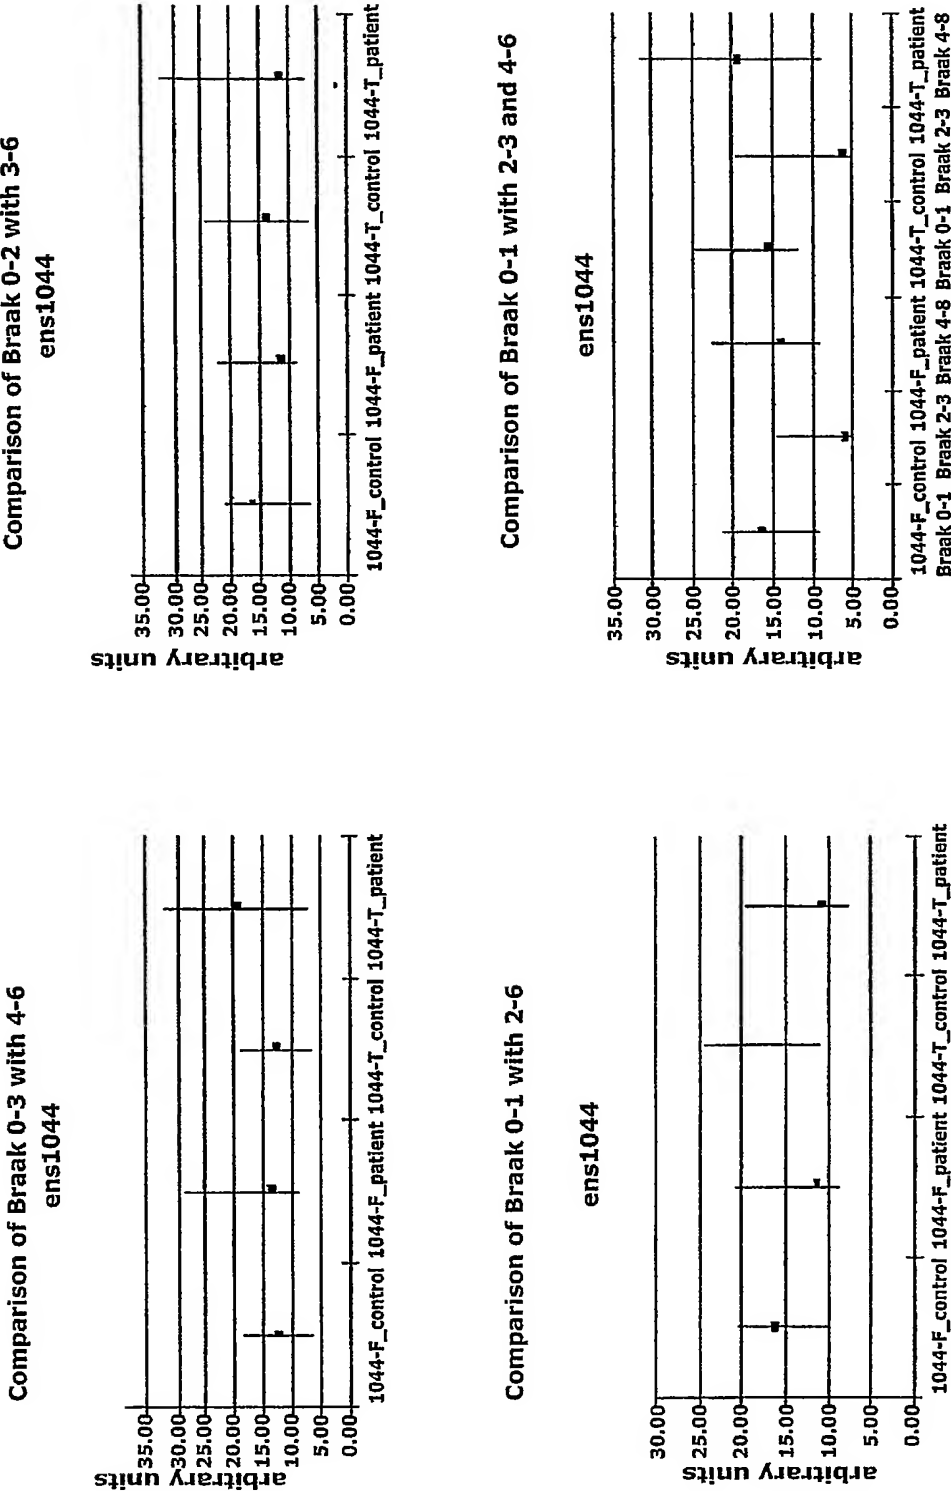 Comparison of Braak 0-3 with 4-6
ens1044
arbitrary units
35.00
30.00
25.00
20.00
15.00
10.00
5.00
0.00
1044-F_control 1044-F_patient 1044-T_control 1044-T_patient
Comparison of Braak 0-2 with 3-6
ens1044
arbitrary units
35.00
30.00
25.00
20.00
15.00
10.00
5.00
0.00
1044-F_control 1044-F_patient 1044-T_control 1044-T_patient
Comparison of Braak 0-1 with 2-6
ens1044
arbitrary units
30.00
25.00
20.00
15.00
10.00
5.00
0.00
1044-F_control 1044-F_patient 1044-T_control 1044-T_patient
Comparison of Braak 0-1 with 2-3 and 4-6
ens1044
arbitrary units
35.00
30.00
25.00
20.00
15.00
10.00
5.00
0.00
1044-F_control 1044-F_patient 1044-T_control 1044-T_patient
Braak 0-1 Braak 2-3 Braak 4-8 Braak 0-1 Braak 2-3 Braak 4-8